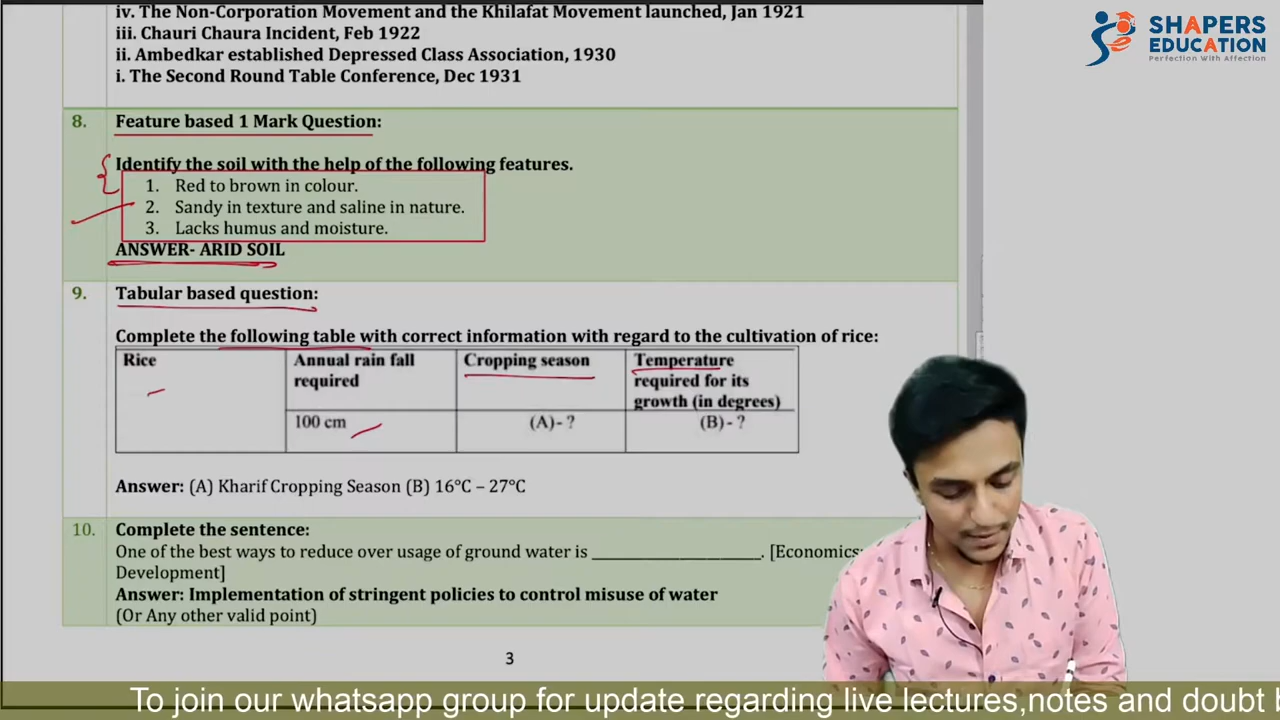 iv. The Non-Corporation Movement and the Khilafat Movement launched, Jan 1921
iii. Chauri Chaura Incident, Feb 1922
ii. Ambedkar established Depressed Class Association, 1930
i. The Second Round Table Conference, Dec 1931
SHAPERS
EDUCATION
Perfection With Affection
8. Feature based 1 Mark Question:
Identify the soil with the help of the following features.
1. Red to brown in colour.
2. Sandy in texture and saline in nature.
3. Lacks humus and moisture.
ANSWER- ARID SOIL
9. Tabular based question:
Complete the following table with correct information with regard to the cultivation of rice:
Rice
Annual rain fall
required
Cropping season
Temperature
required for its
growth (in degrees)
100 cm
(A)- ?
(B)- ?
Answer: (A) Kharif Cropping Season (B) 16°C – 27°C
10. Complete the sentence:
One of the best ways to reduce over usage of ground water is ____________________. [Economics:
Development]
Answer: Implementation of stringent policies to control misuse of water
(Or Any other valid point)
3
To join our whatsapp group for update regarding live lectures,notes and doubt